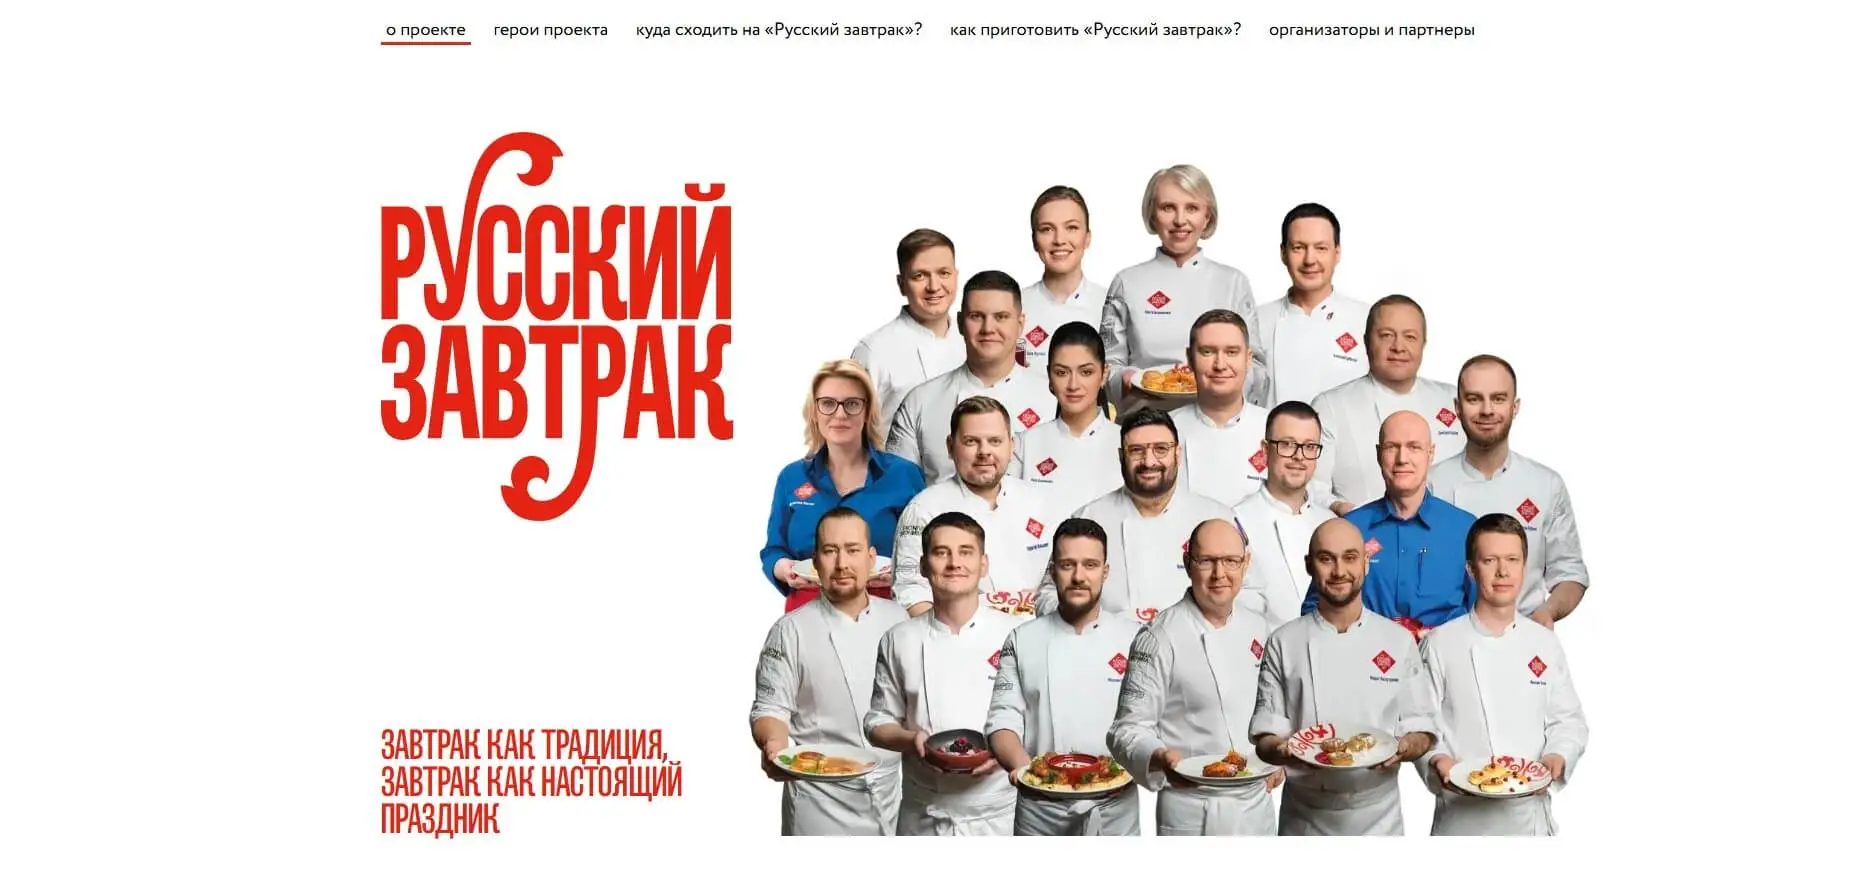 о проекте
герои проекта
куда сходить на «Русский завтрак»?
как приготовить «Русский завтрак»?
организаторы и партнеры
РУССКИЙ
ЗАВТРАК
ЗАВТРАК КАК ТРАДИЦИЯ,
ЗАВТРАК КАК НАСТОЯЩИЙ
ПРАЗДНИК